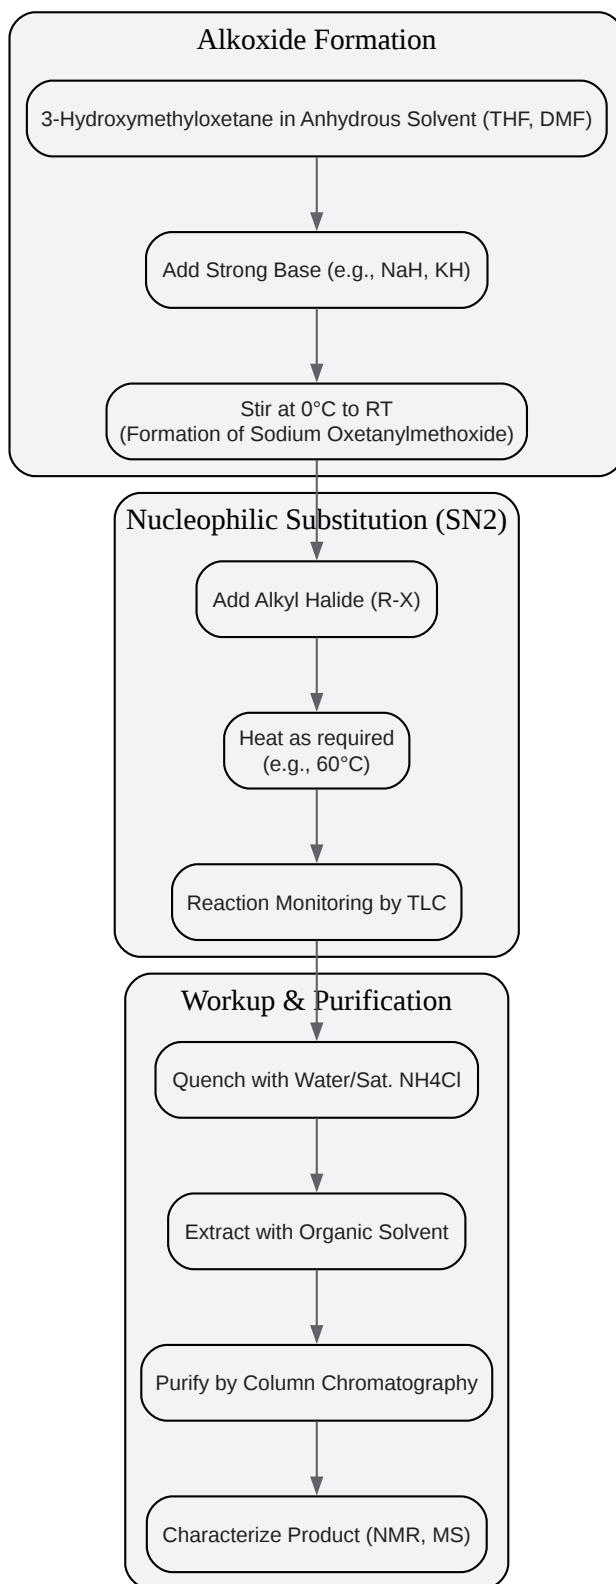 Alkoxide Formation
3-Hydroxymethyloxetane in Anhydrous Solvent (THF, DMF)
Add Strong Base (e.g., NaH, KH)
Stir at 0°C to RT
(Formation of Sodium Oxetanylmethoxide)
Nucleophilic Substitution (SN2)
Add Alkyl Halide (R-X)
Heat as required
(e.g., 60°C)
Reaction Monitoring by TLC
Workup & Purification
Quench with Water/Sat. NH4Cl
Extract with Organic Solvent
Purify by Column Chromatography
Characterize Product (NMR, MS)